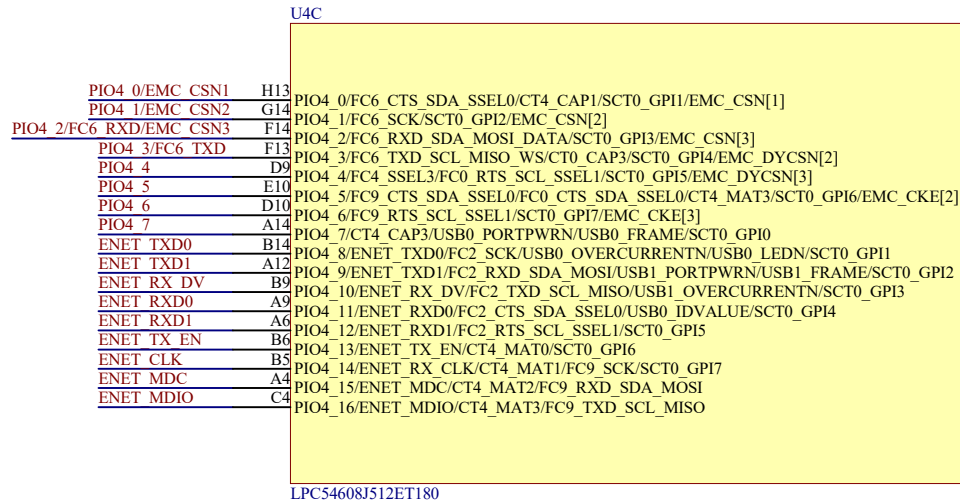 U4C
PIO4_0/EMC_CSN1 H13 PIO4_0/FC6_CTS_SDA_SSEL0/CT4_CAP1/SCT0_GPI1/EMC_CSN[1]
PIO4_1/EMC_CSN2 G14 PIO4_1/FC6_SCK/SCT0_GPI2/EMC_CSN[2]
PIO4_2/FC6_RXD/EMC_CSN3 F14 PIO4_2/FC6_RXD_SDA_MOSI_DATA/SCT0_GPI3/EMC_CSN[3]
PIO4_3/FC6_TXD F13 PIO4_3/FC6_TXD_SCL_MISO_WS/CT0_CAP3/SCT0_GPI4/EMC_DYCSN[2]
PIO4_4 D9 PIO4_4/FC4_SSEL3/FC0_RTS_SCL_SSEL1/SCT0_GPI5/EMC_DYCSN[3]
PIO4_5 E10 PIO4_5/FC9_CTS_SDA_SSEL0/FC0_CTS_SDA_SSEL0/CT4_MAT3/SCT0_GPI6/EMC_CKE[2]
PIO4_6 D10 PIO4_6/FC9_RTS_SCL_SSEL1/SCT0_GPI7/EMC_CKE[3]
PIO4_7 A14 PIO4_7/CT4_CAP3/USB0_PORTPWRN/USB0_FRAME/SCT0_GPI0
ENET_TXD0 B14 PIO4_8/ENET_TXD0/FC2_SCK/USB0_OVERCURRENTN/USB0_LEDN/SCT0_GPI1
ENET_TXD1 A12 PIO4_9/ENET_TXD1/FC2_RXD_SDA_MOSI/USB1_PORTPWRN/USB1_FRAME/SCT0_GPI2
ENET_RX_DV B9 PIO4_10/ENET_RX_DV/FC2_TXD_SCL_MISO/USB1_OVERCURRENTN/SCT0_GPI3
ENET_RXD0 A9 PIO4_11/ENET_RXD0/FC2_CTS_SDA_SSEL0/USB0_IDVALUE/SCT0_GPI4
ENET_RXD1 A6 PIO4_12/ENET_RXD1/FC2_RTS_SCL_SSEL1/SCT0_GPI5
ENET_TX_EN B6 PIO4_13/ENET_TX_EN/CT4_MAT0/SCT0_GPI6
ENET_CLK B5 PIO4_14/ENET_RX_CLK/CT4_MAT1/FC9_SCK/SCT0_GPI7
ENET_MDC A4 PIO4_15/ENET_MDC/CT4_MAT2/FC9_RXD_SDA_MOSI
ENET_MDIO C4 PIO4_16/ENET_MDIO/CT4_MAT3/FC9_TXD_SCL_MISO
LPC54608J512ET180